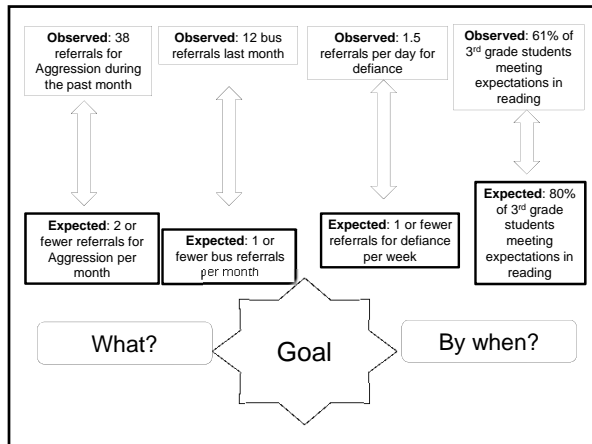 Observed: 38
referrals for
Aggression during
the past month
Observed: 12 bus
referrals last month
Observed: 1.5
referrals per day for
defiance
Observed: 61% of
3rd grade students
meeting
expectations in
reading
Expected: 2 or
fewer referrals for
Aggression per
month
Expected: 1 or
fewer bus referrals
per month
Expected: 1 or fewer
referrals for defiance
per week
Expected: 80%
of 3rd grade
students
meeting
expectations in
reading
What?
Goal
By when?